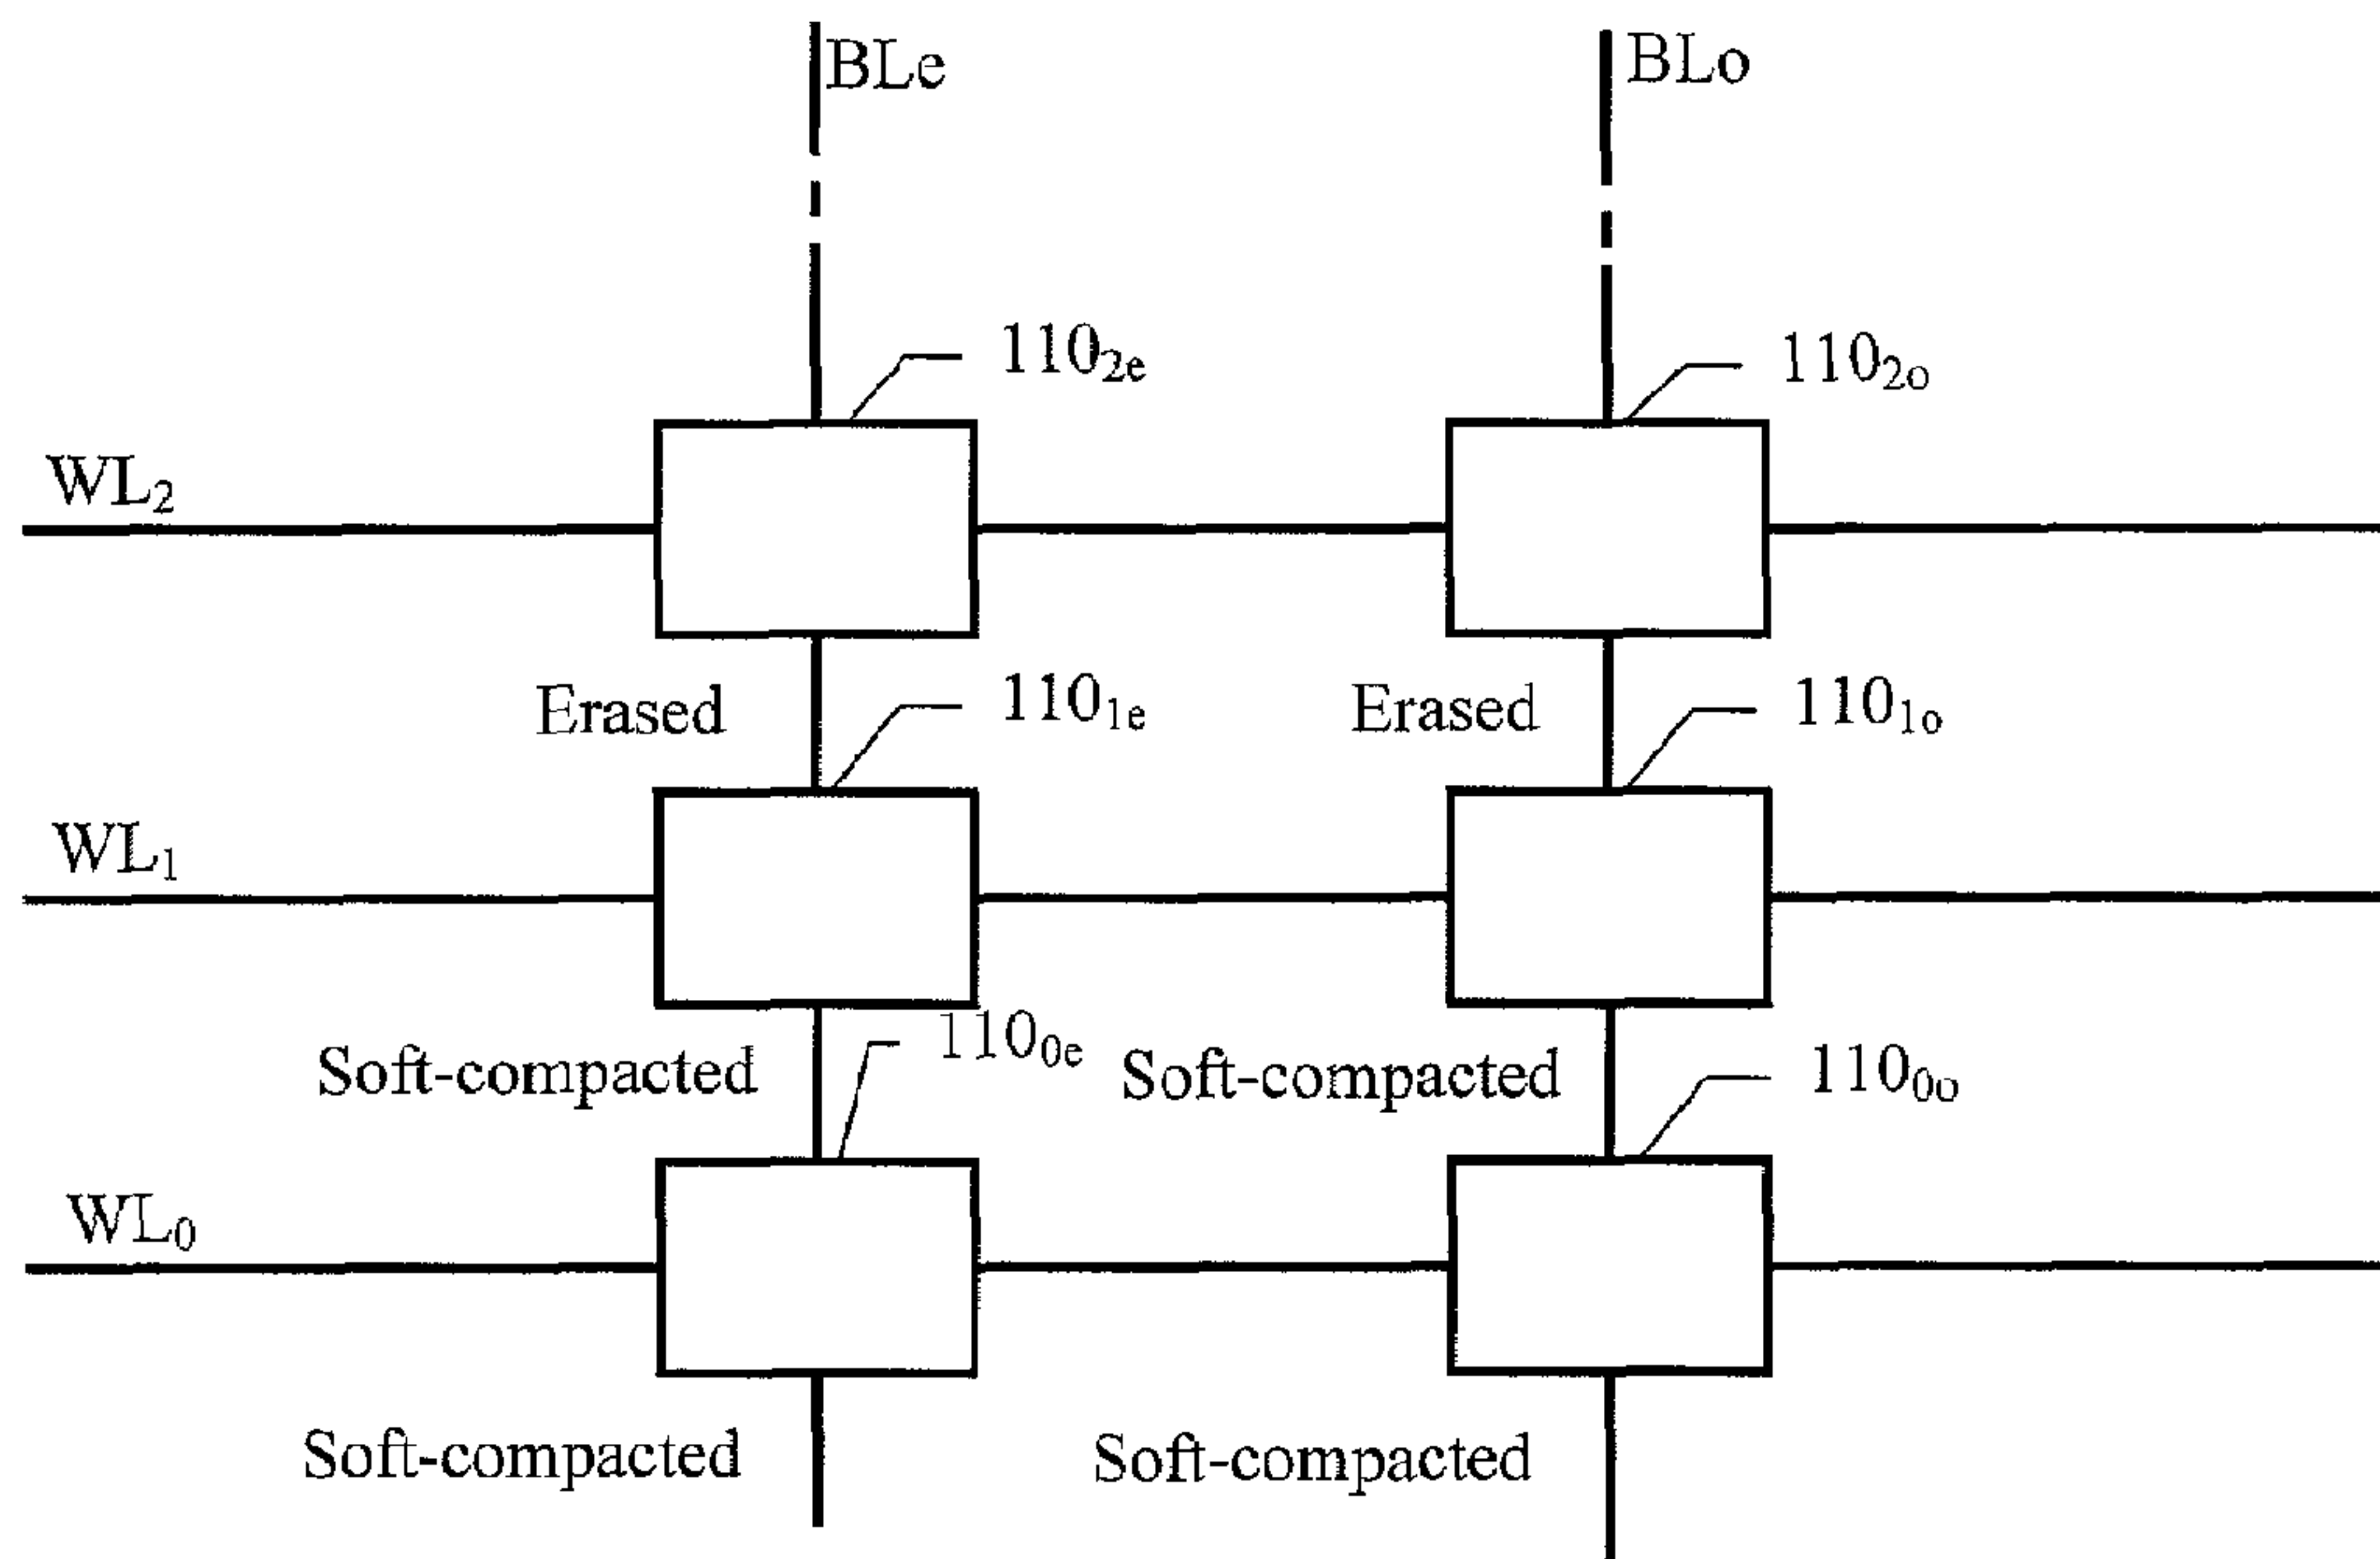 BLe BLo
110₂e 110₂o
WL₂
Erased 110₁e Erased 110₁o
WL₁
Soft-compacted 110₀e Soft-compacted 110₀o
WL₀
Soft-compacted Soft-compacted